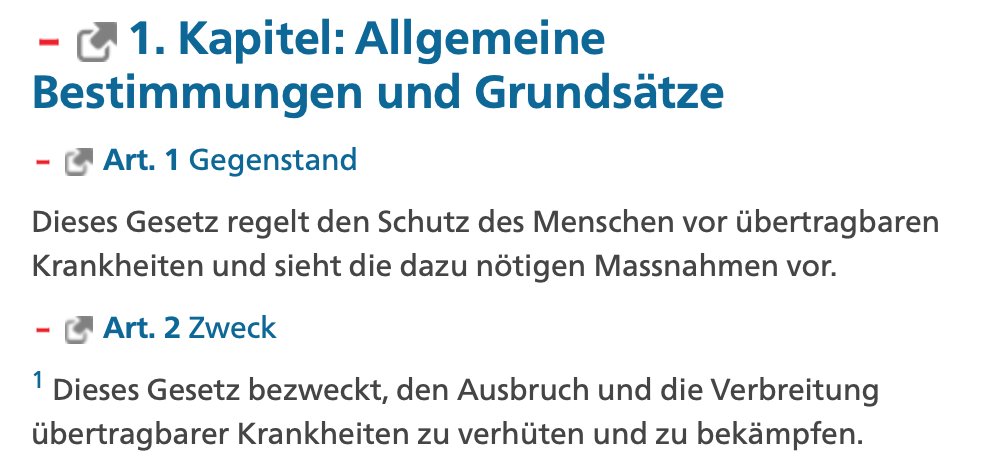 – 1. Kapitel: Allgemeine
Bestimmungen und Grundsätze
– Art. 1 Gegenstand
Dieses Gesetz regelt den Schutz des Menschen vor übertragbaren
Krankheiten und sieht die dazu nötigen Massnahmen vor.
– Art. 2 Zweck
1 Dieses Gesetz bezweckt, den Ausbruch und die Verbreitung
übertragbarer Krankheiten zu verhüten und zu bekämpfen.